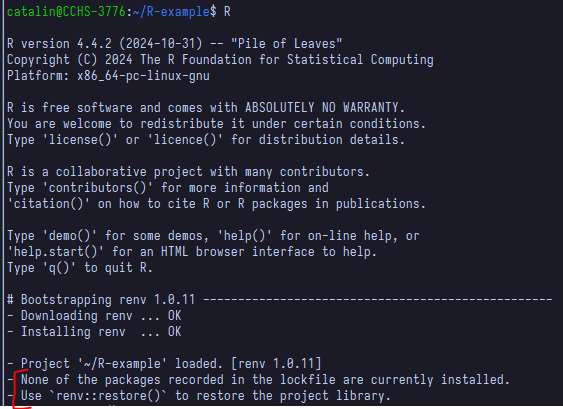 catalin@CCHS-3776:~/R-example$ R
R version 4.4.2 (2024-10-31) -- "Pile of Leaves"
Copyright (C) 2024 The R Foundation for Statistical Computing
Platform: x86_64-pc-linux-gnu
R is free software and comes with ABSOLUTELY NO WARRANTY.
You are welcome to redistribute it under certain conditions.
Type 'license()' or 'licence()' for distribution details.
R is a collaborative project with many contributors.
Type 'contributors()' for more information and
'citation()' on how to cite R or R packages in publications.
Type 'demo()' for some demos, 'help()' for on-line help, or
'help.start()' for an HTML browser interface to help.
Type 'q()' to quit R.
# Bootstrapping renv 1.0.11 --------------------------------------------------
- Downloading renv ... OK
- Installing renv  ... OK
- Project '~/R-example' loaded. [renv 1.0.11]
- None of the packages recorded in the lockfile are currently installed.
- Use `renv::restore()` to restore the project library.